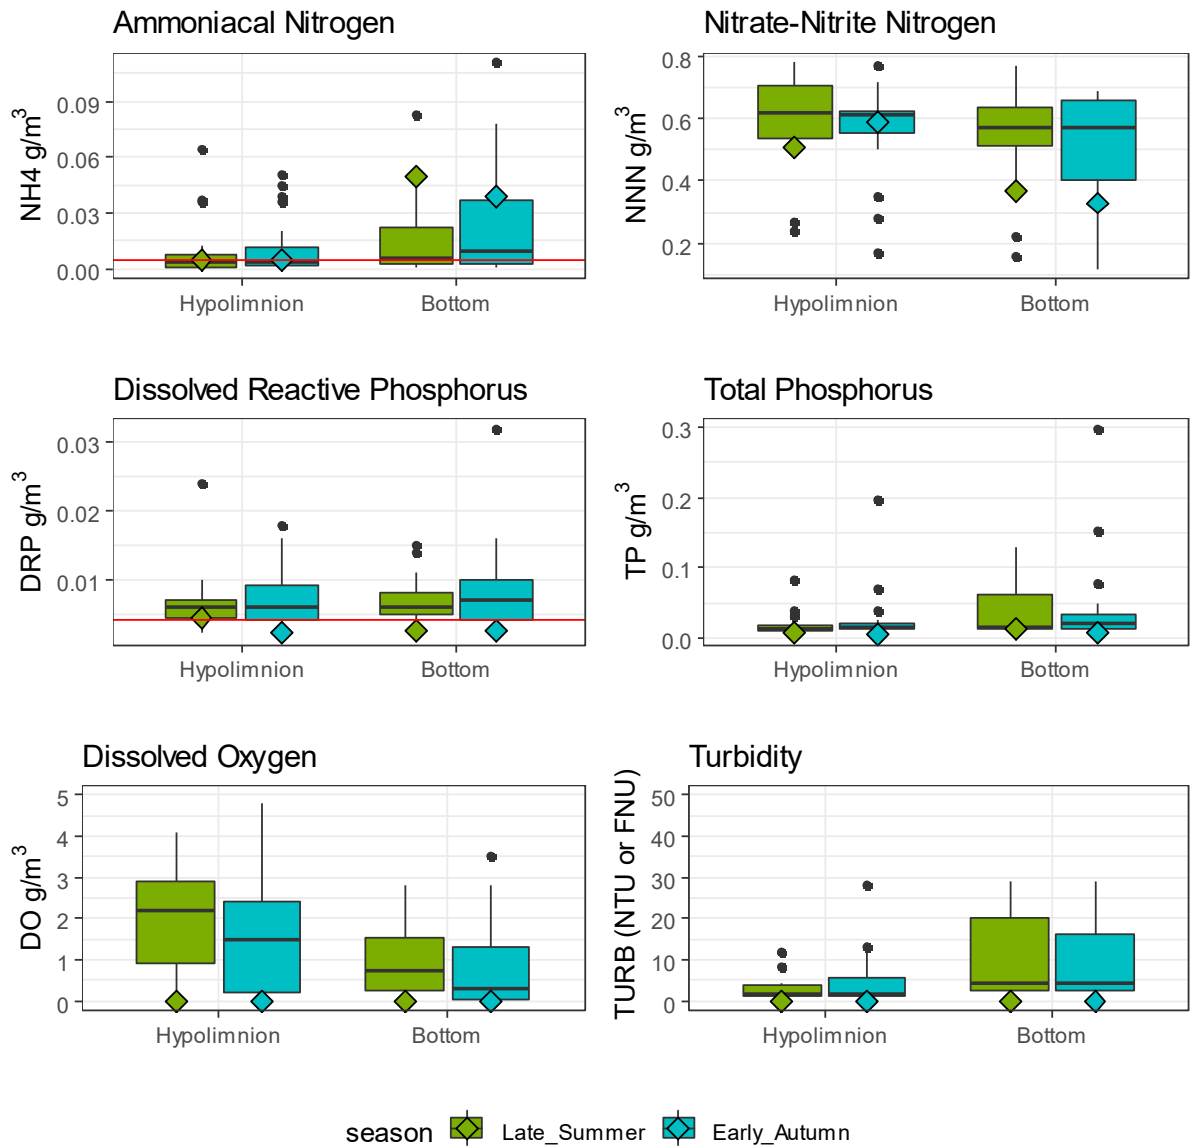 Ammoniacal Nitrogen
NH4 g/m³
0.09
0.06
0.03
0.00
Hypolimnion Bottom
Nitrate-Nitrite Nitrogen
NNN g/m³
0.8
0.6
0.4
0.2
Hypolimnion Bottom
Dissolved Reactive Phosphorus
DRP g/m³
0.03
0.02
0.01
Hypolimnion Bottom
Total Phosphorus
TP g/m³
0.3
0.2
0.1
0.0
Hypolimnion Bottom
Dissolved Oxygen
DO g/m³
5
4
3
2
1
0
Hypolimnion Bottom
Turbidity
TURB (NTU or FNU)
50
40
30
20
10
0
Hypolimnion Bottom
season Late_Summer Early_Autumn